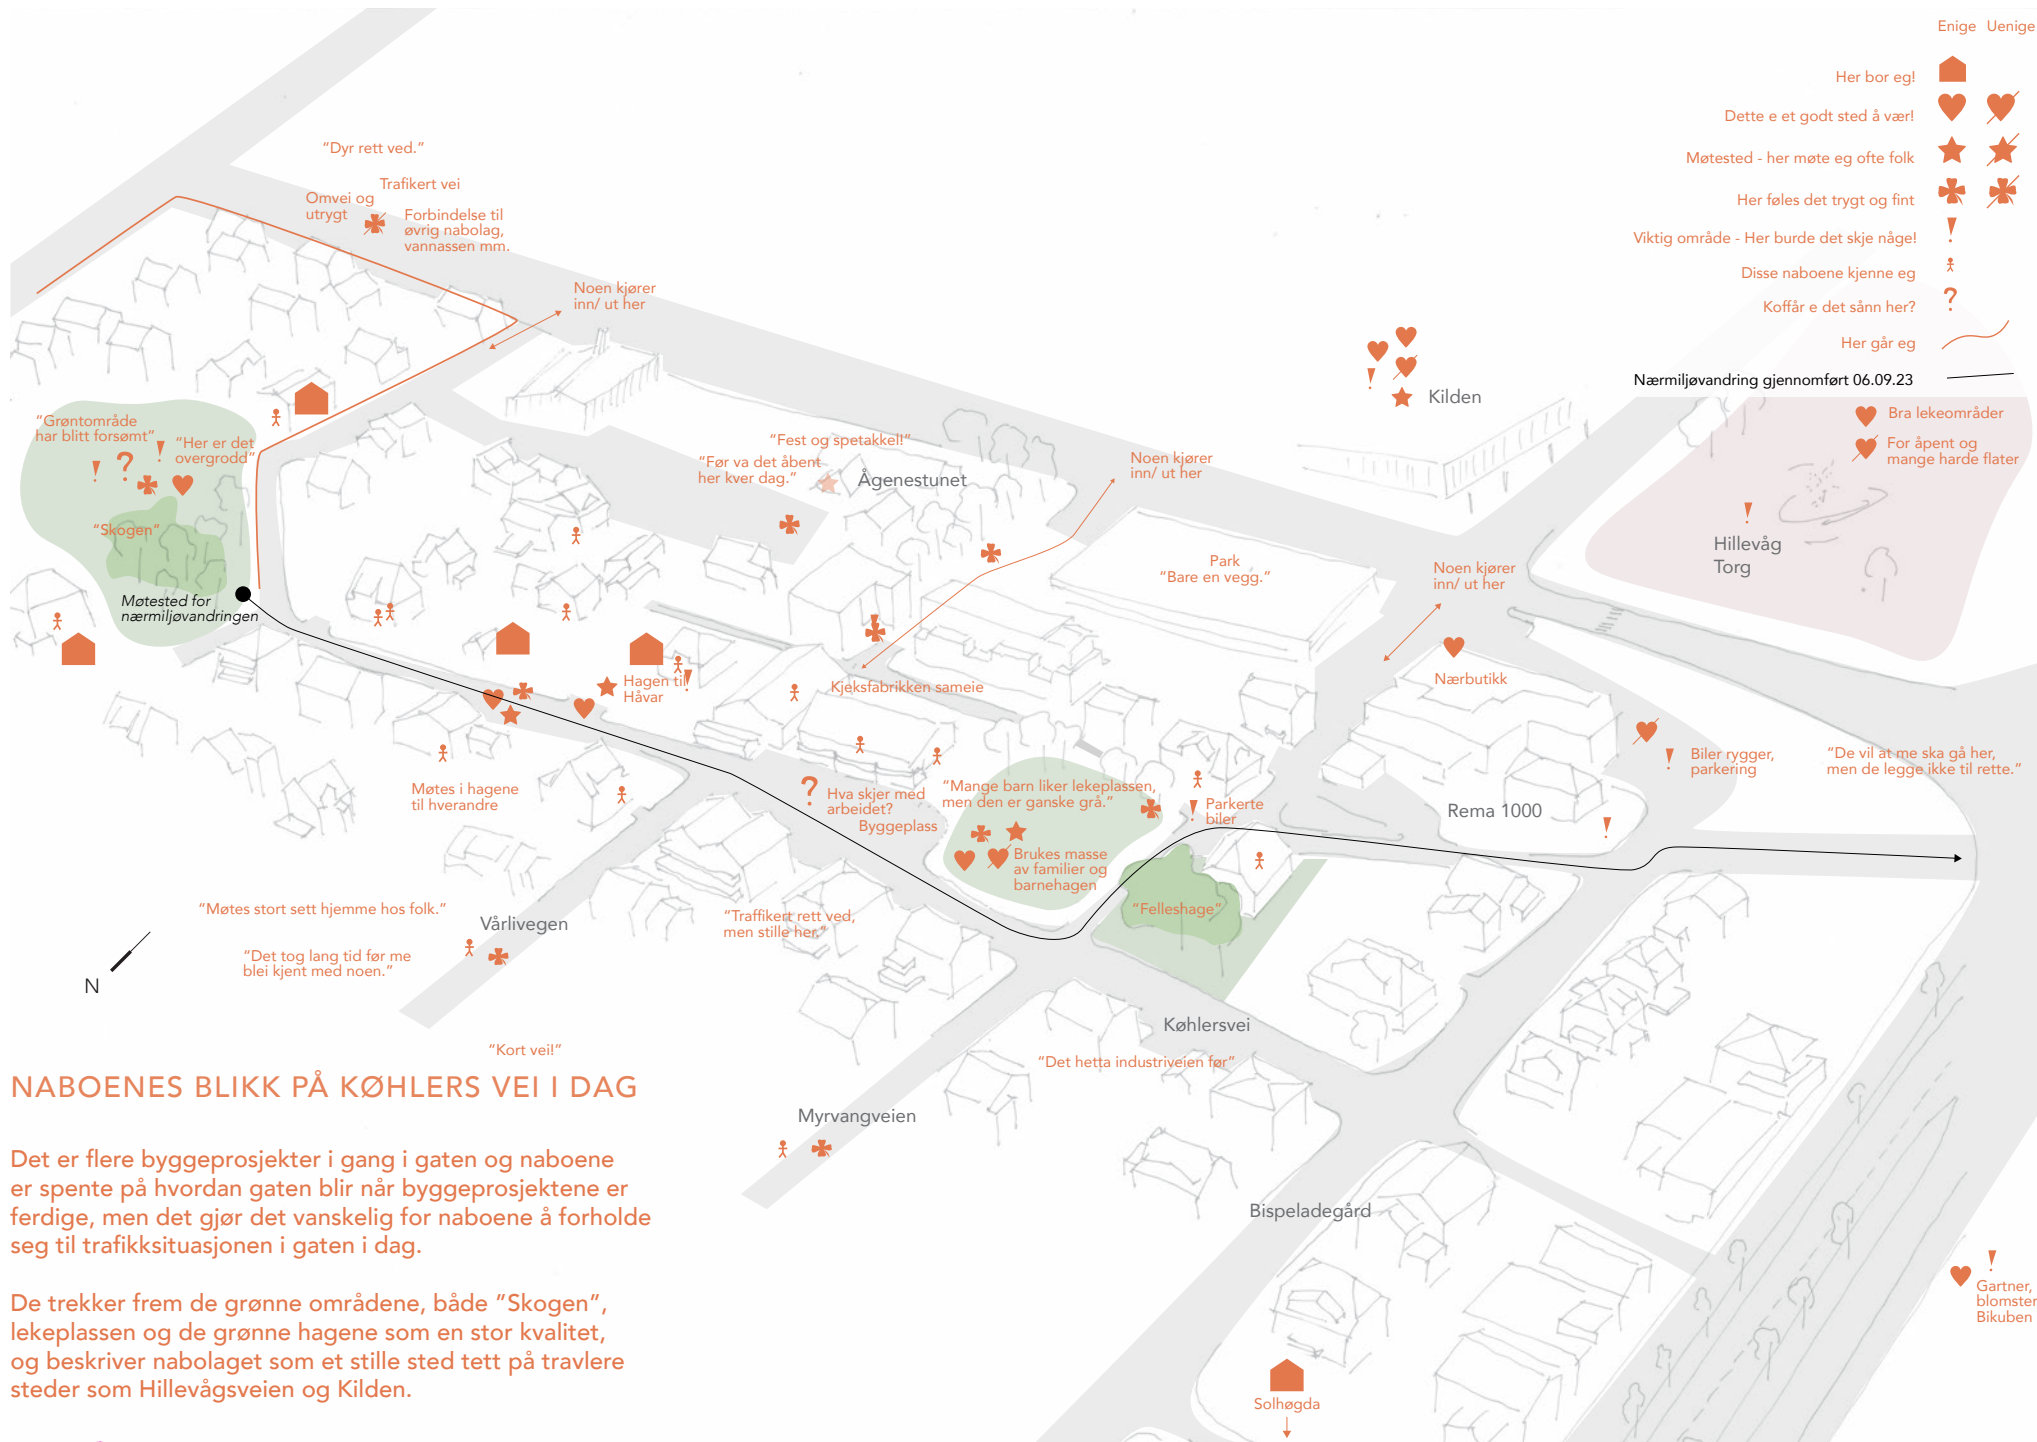 Enige Uenige
Her bor eg!
Dette e et godt sted å vær!
Møtested - her møte eg ofte folk
Her føles det trygt og fint
Viktig område - Her burde det skje någe!
Disse naboene kjenne eg
Koffår e det sånn her?
Her går eg
Nærmiljøvandring gjennomført 06.09.23
Bra lekeområder
For åpent og
mange harde flater
Hillevåg
Torg
"Dyr rett ved."
Trafikert vei
Omvei og
utrygt
Forbindelse til
øvrig nabolag,
vannassen mm.
Noen kjører
inn/ ut her
Kilden
"Grøntområde
har blitt forsømt"
"Her er det
overgrodd"
"Skogen"
Møtested for
nærmiljøvandringen
"Fest og spetakkel!"
"Før va det åbent
her kver dag."
Ågenestunet
Noen kjører
inn/ ut her
Park
"Bare en vegg."
Noen kjører
inn/ ut her
Nærbutikk
Hagen til
Håvar
Kjeksfabrikken sameie
Møtes i hagene
til hverandre
Hva skjer med
arbeidet?
Byggeplass
"Mange barn liker lekeplassen,
men den er ganske grå."
Brukes masse
av familier og
barnehagen
Parkerte
biler
Rema 1000
Biler rygger,
parkering
"De vil at me ska gå her,
men de legge ikke til rette."
"Felleshage"
"Traffikert rett ved,
men stille her."
"Møtes stort sett hjemme hos folk."
Vårlivegen
"Det tog lang tid før me
blei kjent med noen."
N
Køhlersvei
"Kort vei!"
"Det hetta industriveien før"
Myrvangveien
Bispeladegård
Solhøgda
Gartner,
blomster
Bikuben
NABOENES BLIKK PÅ KØHLERS VEI I DAG
Det er flere byggeprosjekter i gang i gaten og naboene
er spente på hvordan gaten blir når byggeprosjektene er
ferdige, men det gjør det vanskelig for naboene å forholde
seg til trafikksituasjonen i gaten i dag.
De trekker frem de grønne områdene, både "Skogen",
lekeplassen og de grønne hagene som en stor kvalitet,
og beskriver nabolaget som et stille sted tett på travlere
steder som Hillevågsveien og Kilden.